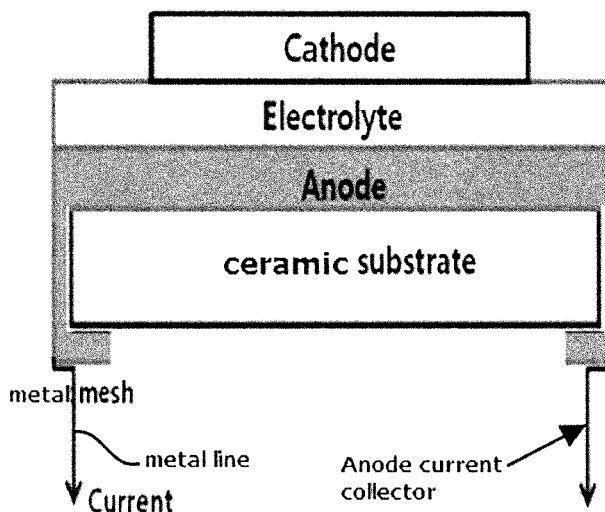 Cathode
Electrolyte
Anode
ceramic substrate
metal mesh
metal line
Anode current
collector
Current